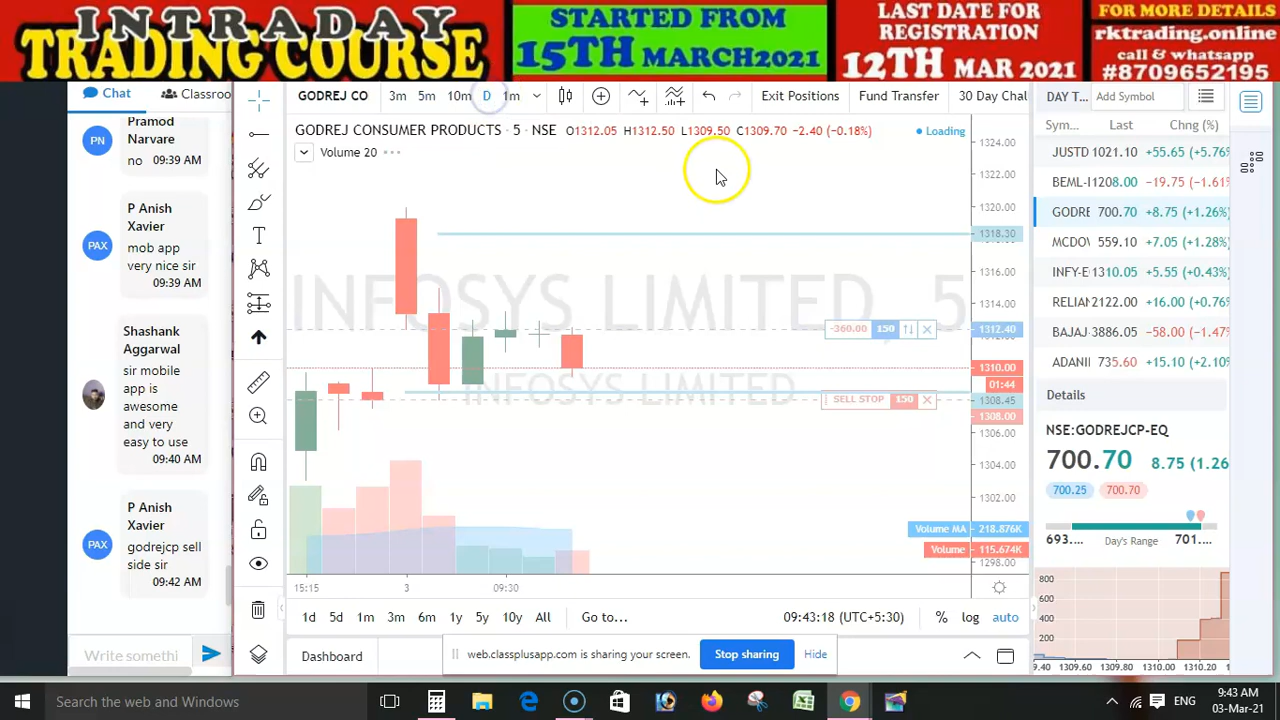 INTRADAY
TRADING COURSE
STARTED FROM
15TH MARCH2021
LAST DATE FOR
REGISTRATION
12TH MAR 2021
FOR MORE DETAILS
rktrading.online
call & whatsapp
#8709652195
Chat
Classroo
Pramod
Narvare
PN
no 09:39 AM
P Anish
Xavier
PAX
mob app
very nice sir
09:39 AM
Shashank
Aggarwal
sir mobile
app is
awesome
and very
easy to use
09:40 AM
P Anish
Xavier
PAX
godrejcp sell
side sir
09:42 AM
Write somethi
GODREJ CO 3m 5m 10m D 1m
Exit Positions Fund Transfer 30 Day Chal
GODREJ CONSUMER PRODUCTS · 5 · NSE O1312.05 H1312.50 L1309.50 C1309.70 −2.40 (−0.18%) Loading
Volume 20
INFOSYS LIMITED, 5
INFOSYS LIMITED
-360.00 150
SELL STOP 150
1324.00
1322.00
1320.00
1318.30
1316.00
1314.00
1312.40
1310.00
01:44
1308.45
1308.00
1306.00
1304.00
1302.00
Volume MA 218.876K
Volume 115.674K
1298.00
15:15 3 09:30
1d 5d 1m 3m 6m 1y 5y 10y All Go to... 09:43:18 (UTC+5:30) % log auto
Dashboard
web.classplusapp.com is sharing your screen. Stop sharing Hide
DAY T... Add Symbol
Sym... Last Chng (%)
JUSTD 1021.10 +55.65 (+5.76%
BEML-I 1208.00 −19.75 (−1.61%
GODRE 700.70 +8.75 (+1.26%
MCDOV 559.10 +7.05 (+1.28%
INFY-E 1310.05 +5.55 (+0.43%
RELIAN 2122.00 +16.00 (+0.76%
BAJAJ- 3886.05 −58.00 (−1.47%
ADANI 735.60 +15.10 (+2.10%
Details
NSE:GODREJCP-EQ
700.70 8.75 (1.26
700.25 700.70
693.... Day's Range 701....
800
600
400
200
9.40 1309.60 1309.80 1310.00 1310.20
Search the web and Windows
ENG
9:43 AM
03-Mar-21